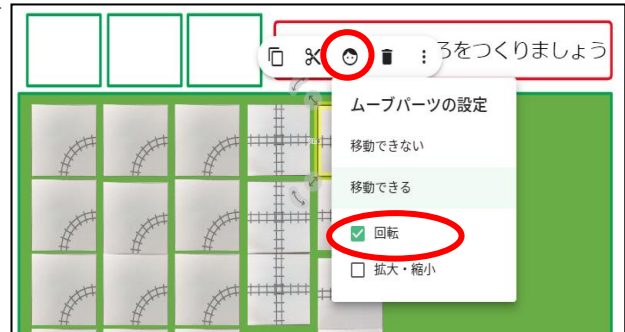 ろをつくりましょう
ムーブパーツの設定
移動できない
移動できる
回転
拡大・縮小